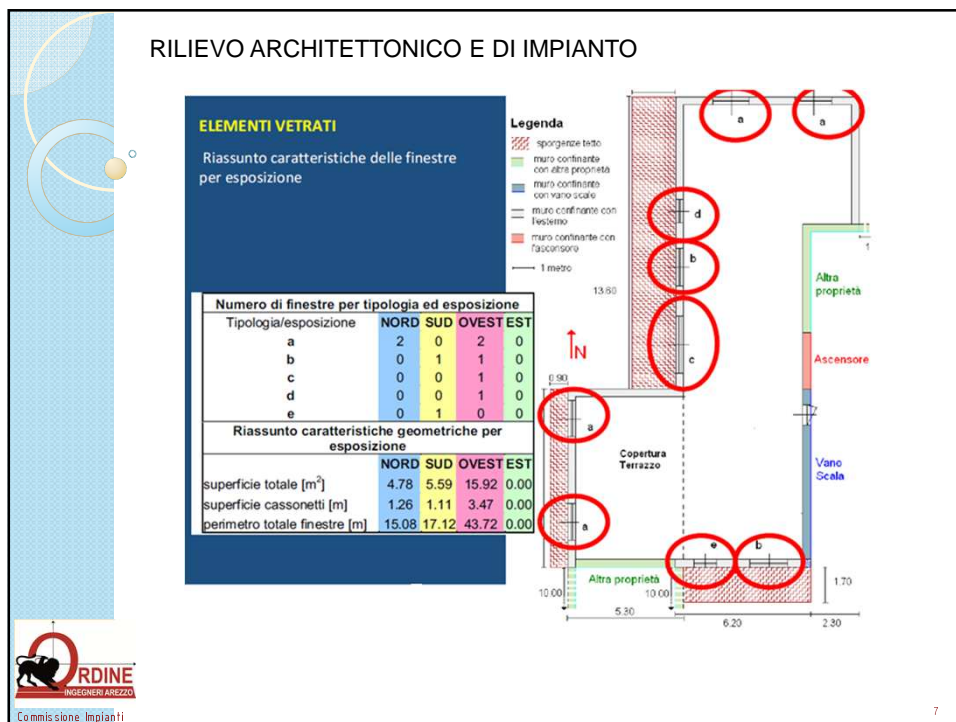 RILIEVO ARCHITETTONICO E DI IMPIANTO
ELEMENTI VETRATI
Riassunto caratteristiche delle finestre
per esposizione
Numero di finestre per tipologia ed esposizione
Tipologia/esposizione NORD SUD OVEST EST
a 2 0 2 0
b 0 1 1 0
c 0 0 1 0
d 0 0 1 0
e 0 1 0 0
Riassunto caratteristiche geometriche per
esposizione
NORD SUD OVEST EST
superficie totale [m²] 4.78 5.59 15.92 0.00
superficie cassonetti [m] 1.26 1.11 3.47 0.00
perimetro totale finestre [m] 15.08 17.12 43.72 0.00
Legenda
sporgenze tetto
muro confinante
con altra proprietà
muro confinante
con vano scale
muro confinante con
l'esterno
muro confinante con
l'ascensore
1 metro
a
a
d
b
13.60
c
N
0.90
a
a
Copertura
Terrazzo
e
b
Altra
proprietà
Ascensore
Vano
Scala
Altra proprietà
10.00
10.00
5.30
6.20
2.30
1.70
1
ORDINE
INGEGNERI AREZZO
Commissione Impianti
7